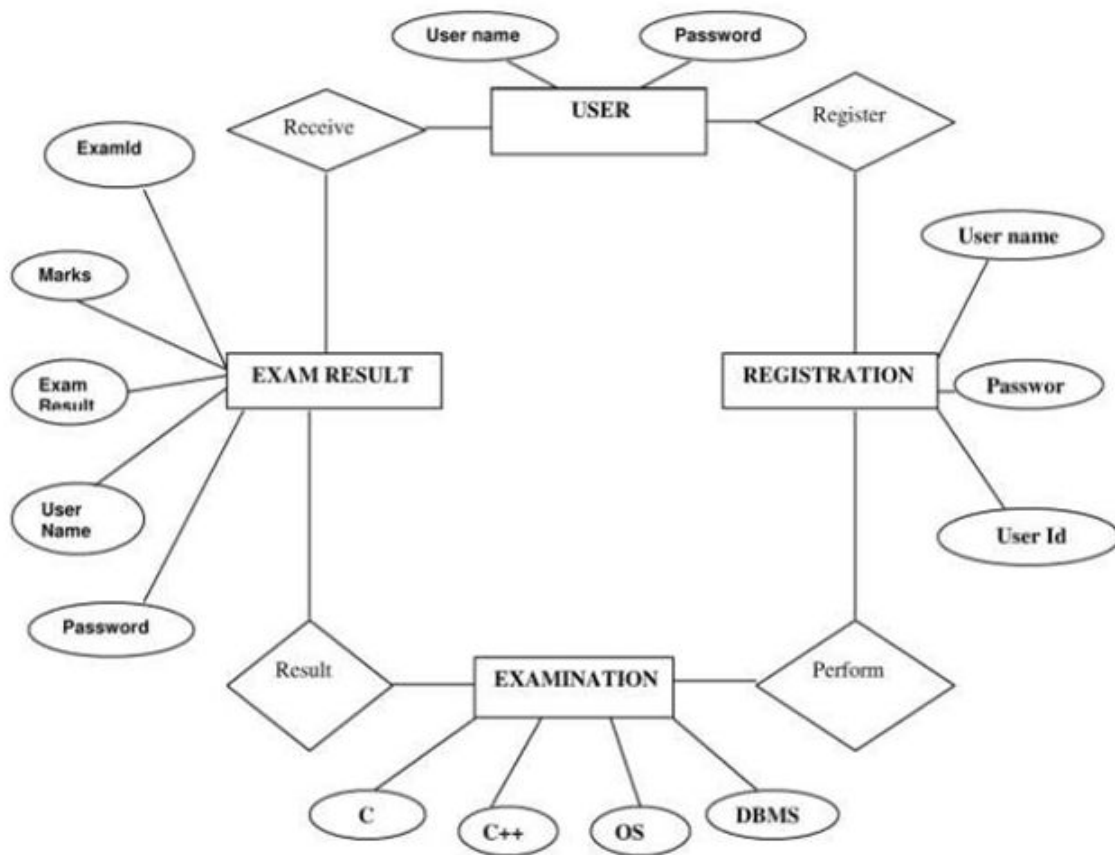 User name
Password
USER
Receive
Register
ExamId
User name
Marks
EXAM RESULT
REGISTRATION
Exam
Result
Passwor
User
Name
User Id
Password
Result
EXAMINATION
Perform
C
C++
OS
DBMS